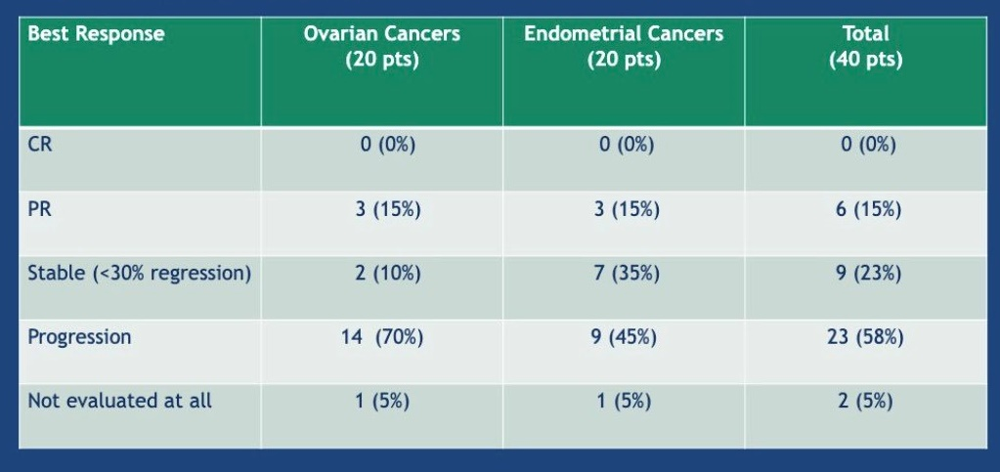 Best Response Ovarian Cancers Endometrial Cancers Total
(20 pts) (20 pts) (40 pts)
CR 0 (0%) 0 (0%) 0 (0%)
PR 3 (15%) 3 (15%) 6 (15%)
Stable (<30% regression) 2 (10%) 7 (35%) 9 (23%)
Progression 14 (70%) 9 (45%) 23 (58%)
Not evaluated at all 1 (5%) 1 (5%) 2 (5%)